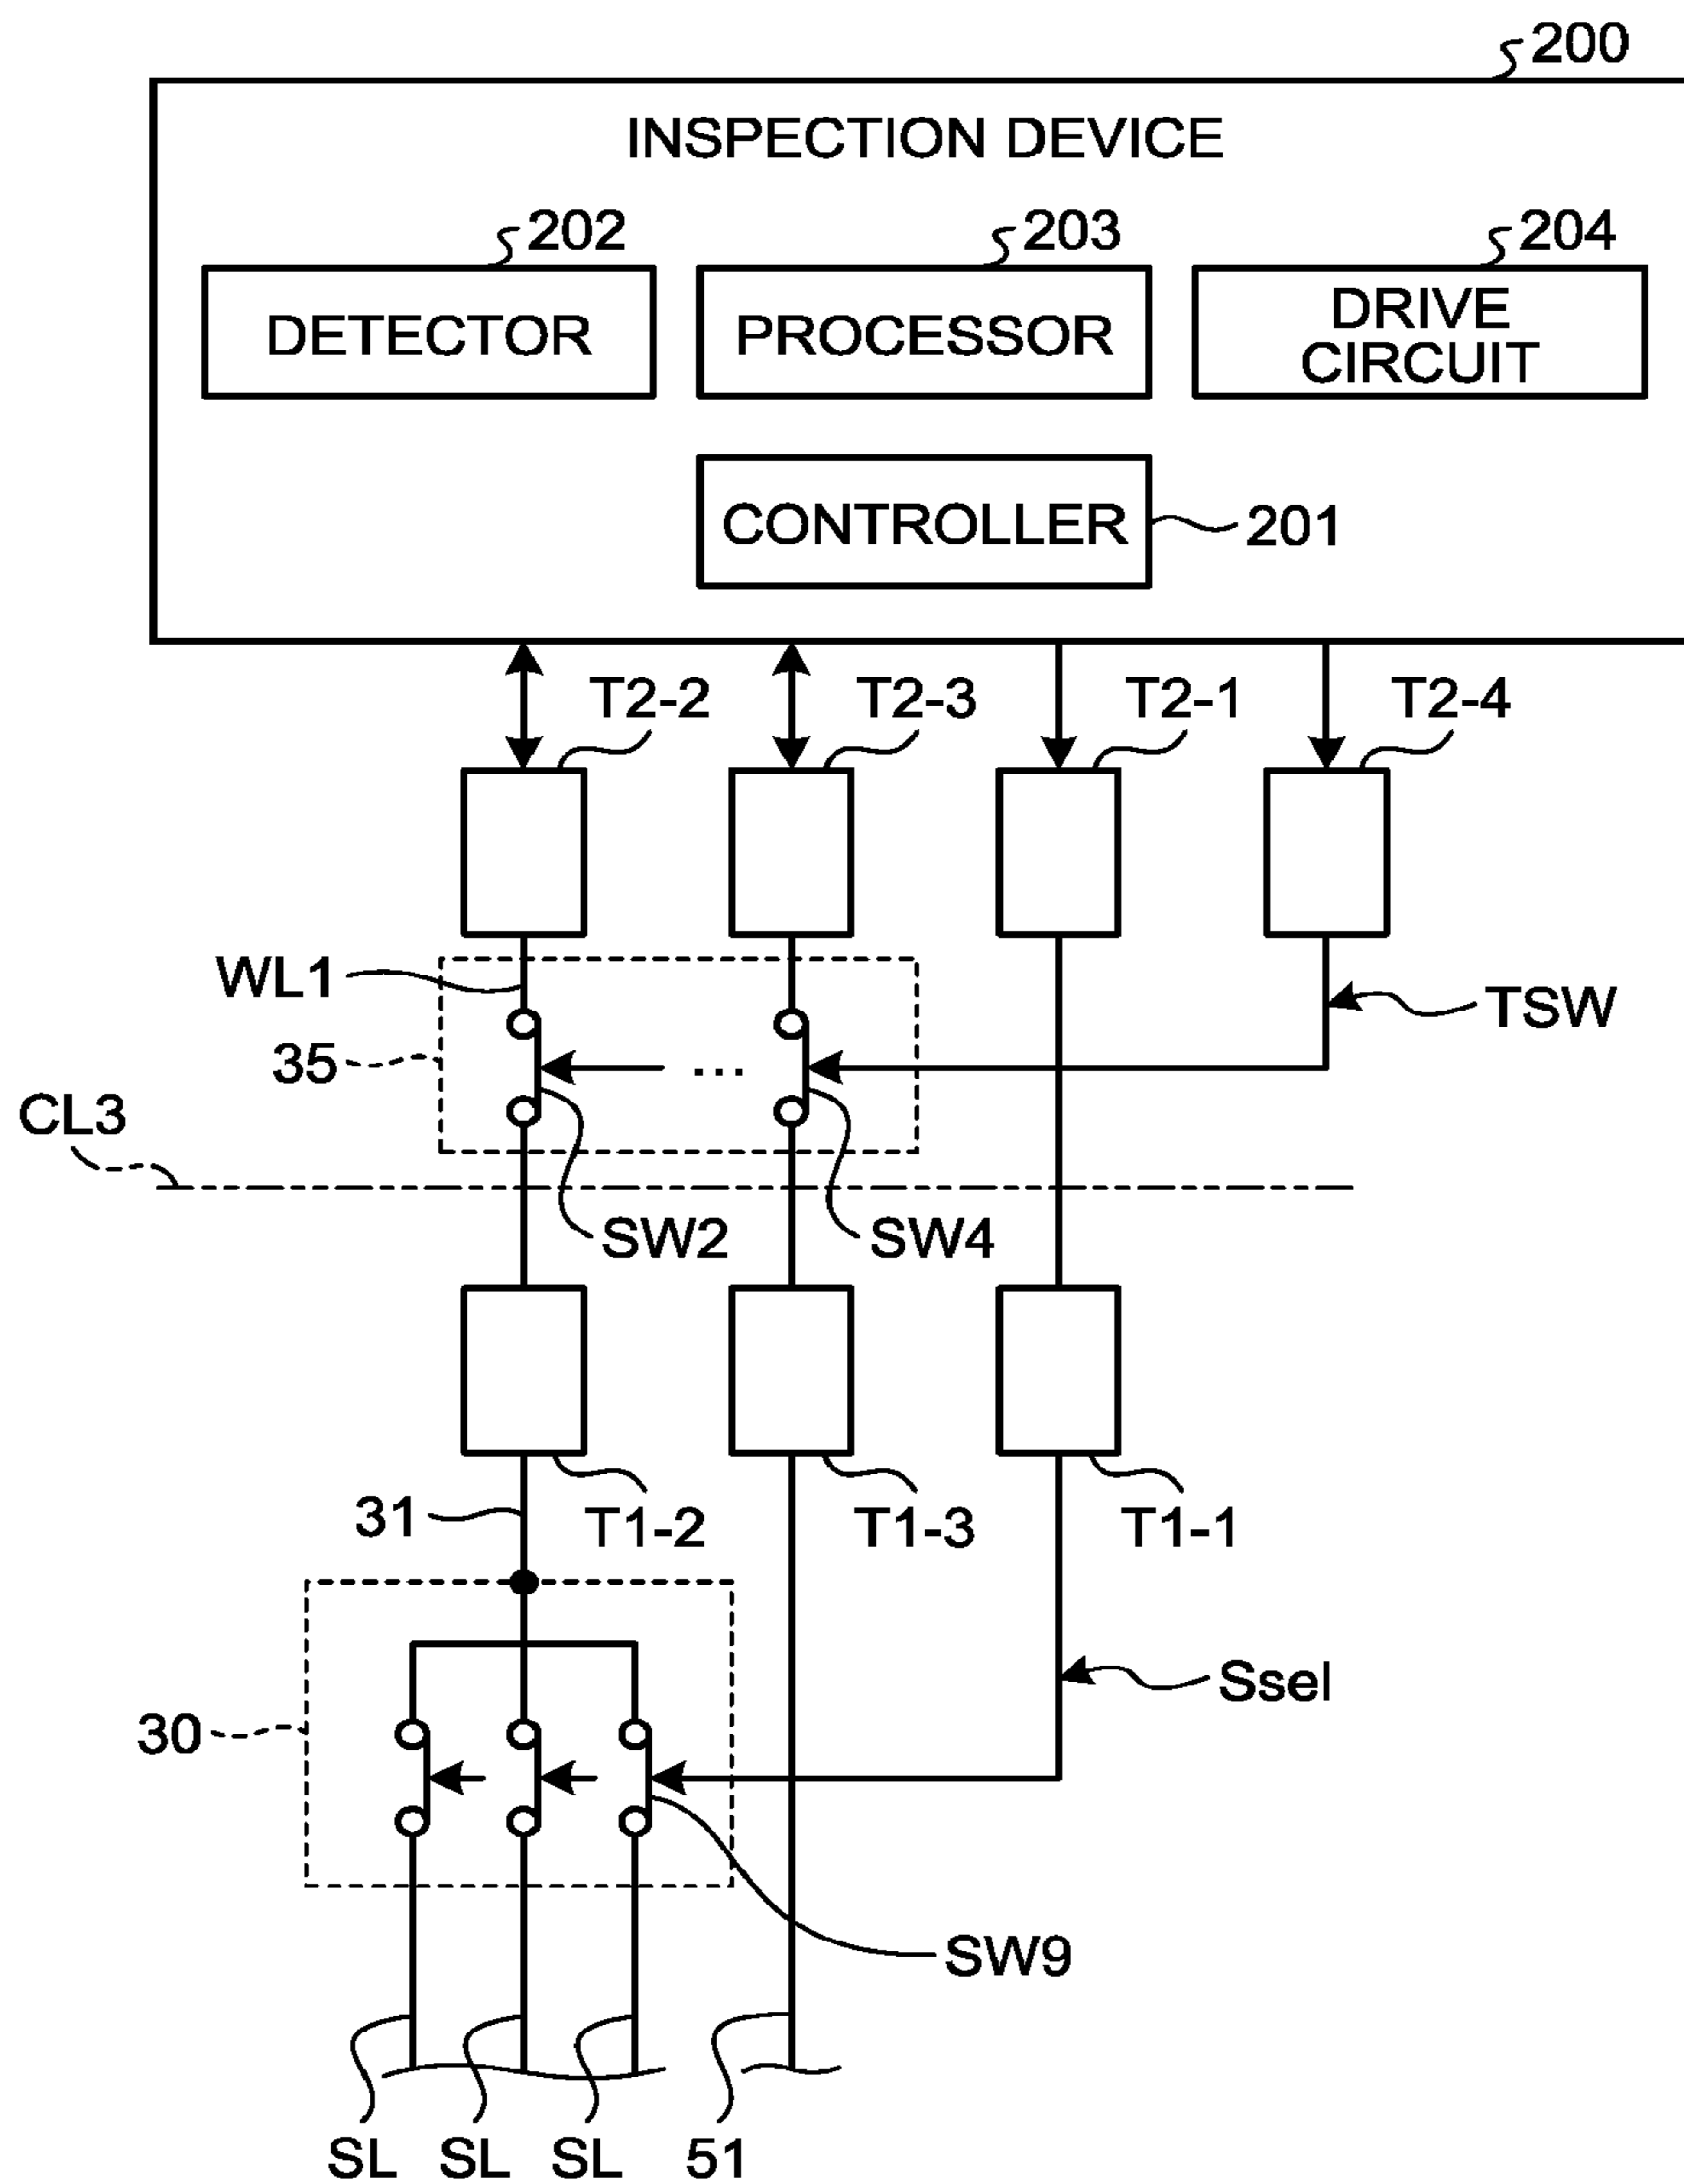 200
INSPECTION DEVICE
202
203
204
DETECTOR
PROCESSOR
DRIVE
CIRCUIT
CONTROLLER
201
T2-2
T2-3
T2-1
T2-4
WL1
TSW
35
...
CL3
SW2
SW4
31
T1-2
T1-3
T1-1
Ssel
30
SW9
SL
SL
SL
51